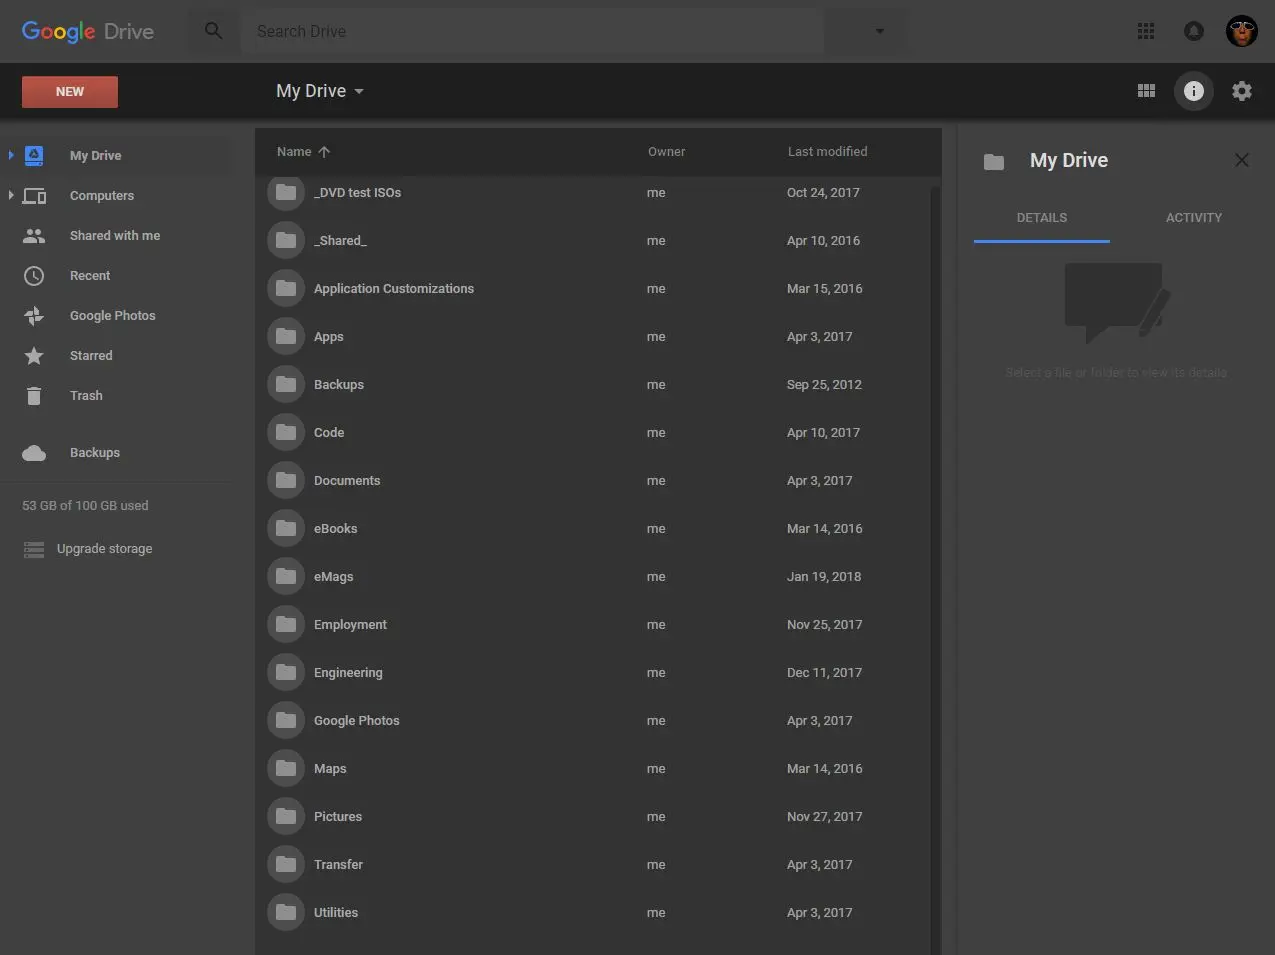 Google Drive
Search Drive
NEW
My Drive
My Drive
Computers
Shared with me
Recent
Google Photos
Starred
Trash
Backups
53 GB of 100 GB used
Upgrade storage
Name Owner Last modified
_DVD test ISOs me Oct 24, 2017
_Shared_ me Apr 10, 2016
Application Customizations me Mar 15, 2016
Apps me Apr 3, 2017
Backups me Sep 25, 2012
Code me Apr 10, 2017
Documents me Apr 3, 2017
eBooks me Mar 14, 2016
eMags me Jan 19, 2018
Employment me Nov 25, 2017
Engineering me Dec 11, 2017
Google Photos me Apr 3, 2017
Maps me Mar 14, 2016
Pictures me Nov 27, 2017
Transfer me Apr 3, 2017
Utilities me Apr 3, 2017
My Drive
DETAILS ACTIVITY
Select a file or folder to view its details